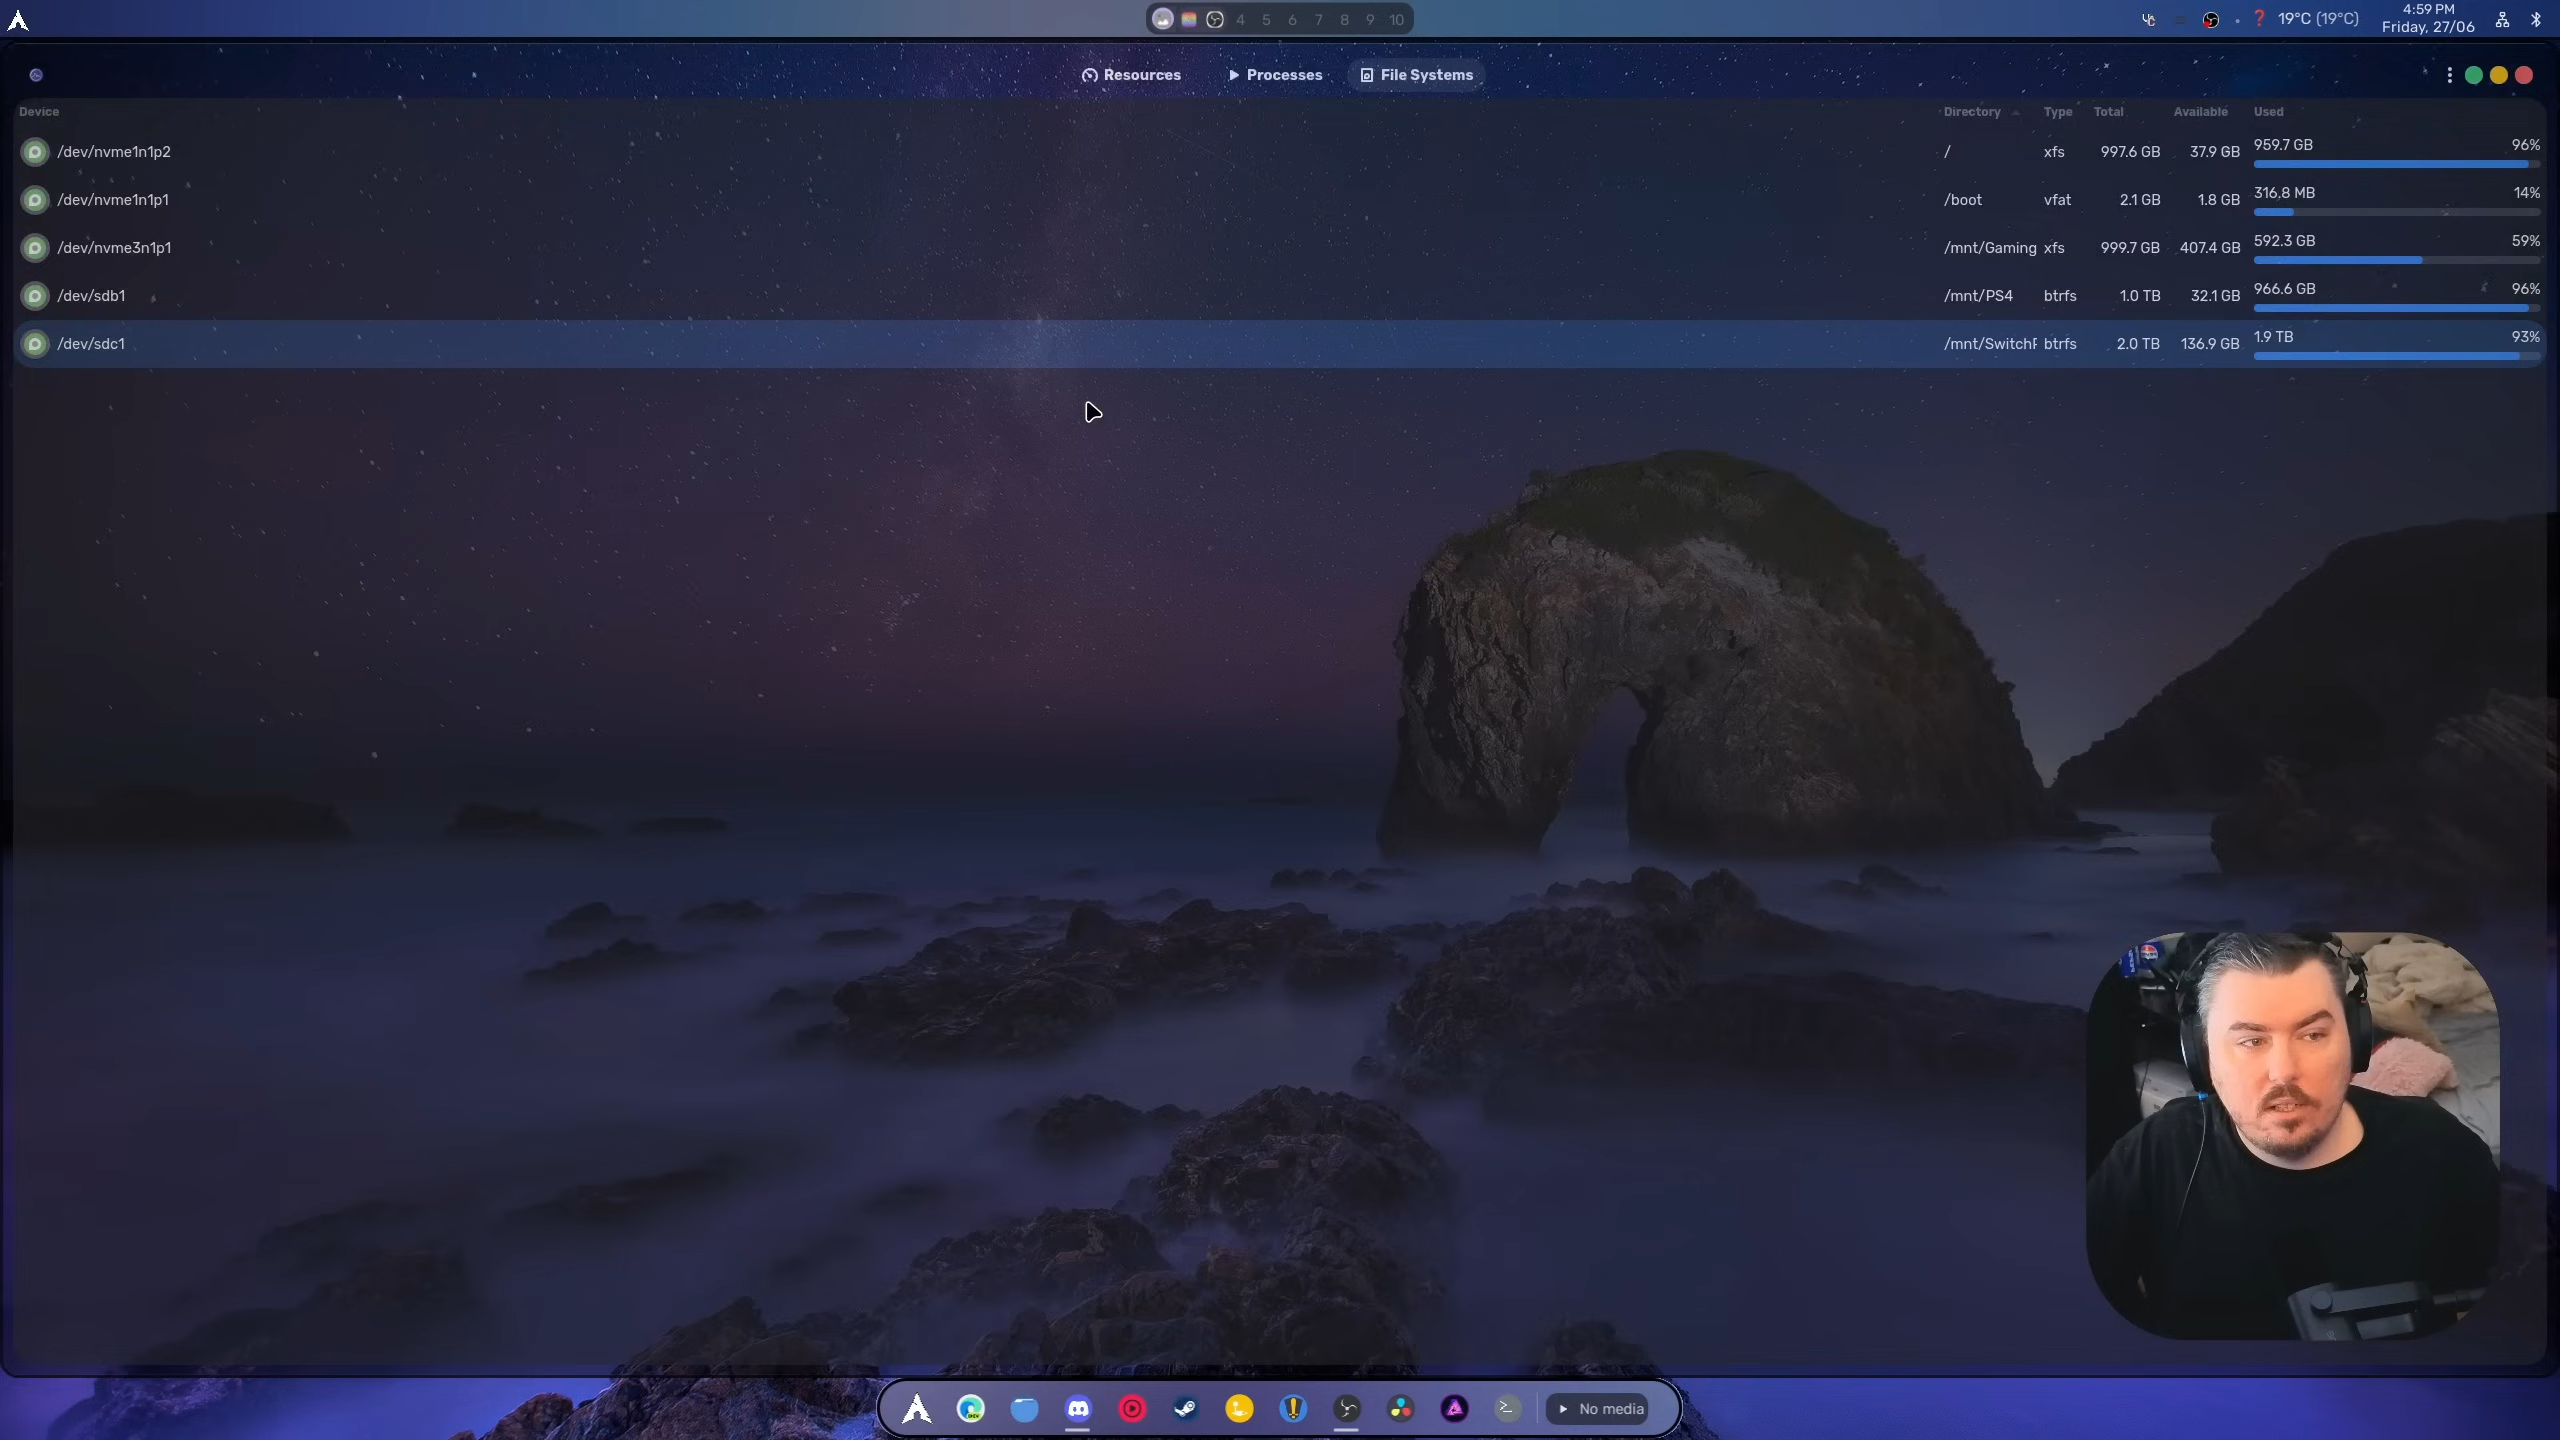 4 5 6 7 8 9 10
19°C (19°C)
4:59 PM
Friday, 27/06
Resources Processes File Systems
Device Directory Type Total Available Used
/dev/nvme1n1p2 / xfs 997.6 GB 37.9 GB 959.7 GB 96%
/dev/nvme1n1p1 /boot vfat 2.1 GB 1.8 GB 316.8 MB 14%
/dev/nvme3n1p1 /mnt/Gaming xfs 999.7 GB 407.4 GB 592.3 GB 59%
/dev/sdb1 /mnt/PS4 btrfs 1.0 TB 32.1 GB 966.6 GB 96%
/dev/sdc1 /mnt/Switch btrfs 2.0 TB 136.9 GB 1.9 TB 93%
No media